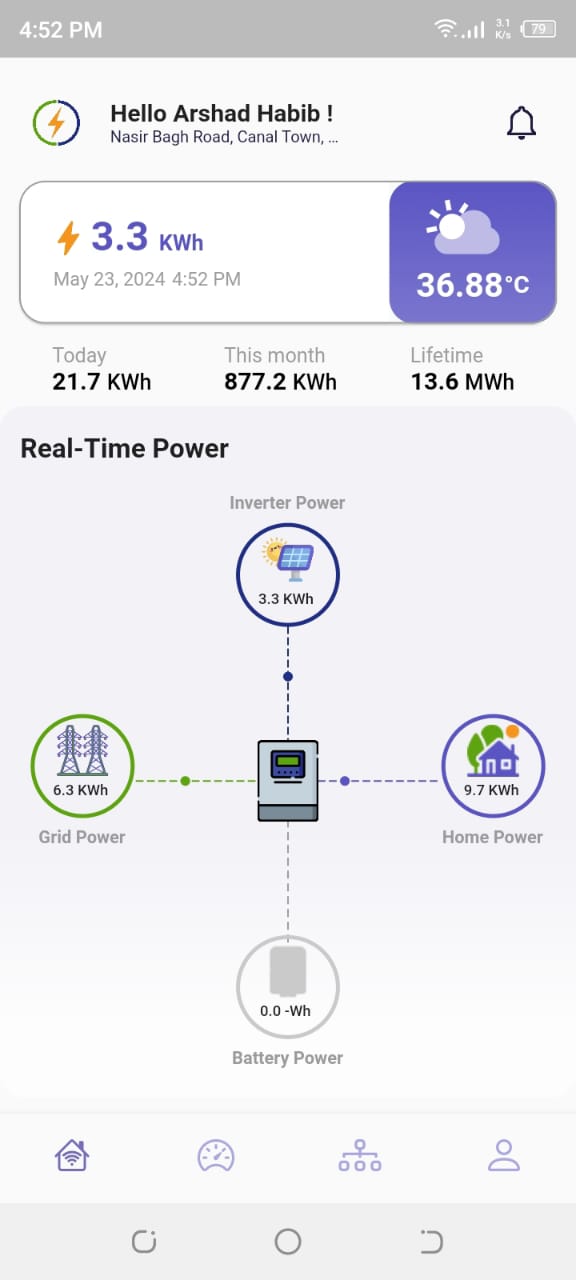 4:52 PM
3.1
K/s
79
Hello Arshad Habib !
Nasir Bagh Road, Canal Town, ...
3.3 KWh
May 23, 2024 4:52 PM
36.88°C
Today
This month
Lifetime
21.7 KWh
877.2 KWh
13.6 MWh
Real-Time Power
Inverter Power
3.3 KWh
6.3 KWh
9.7 KWh
Grid Power
Home Power
0.0 -Wh
Battery Power